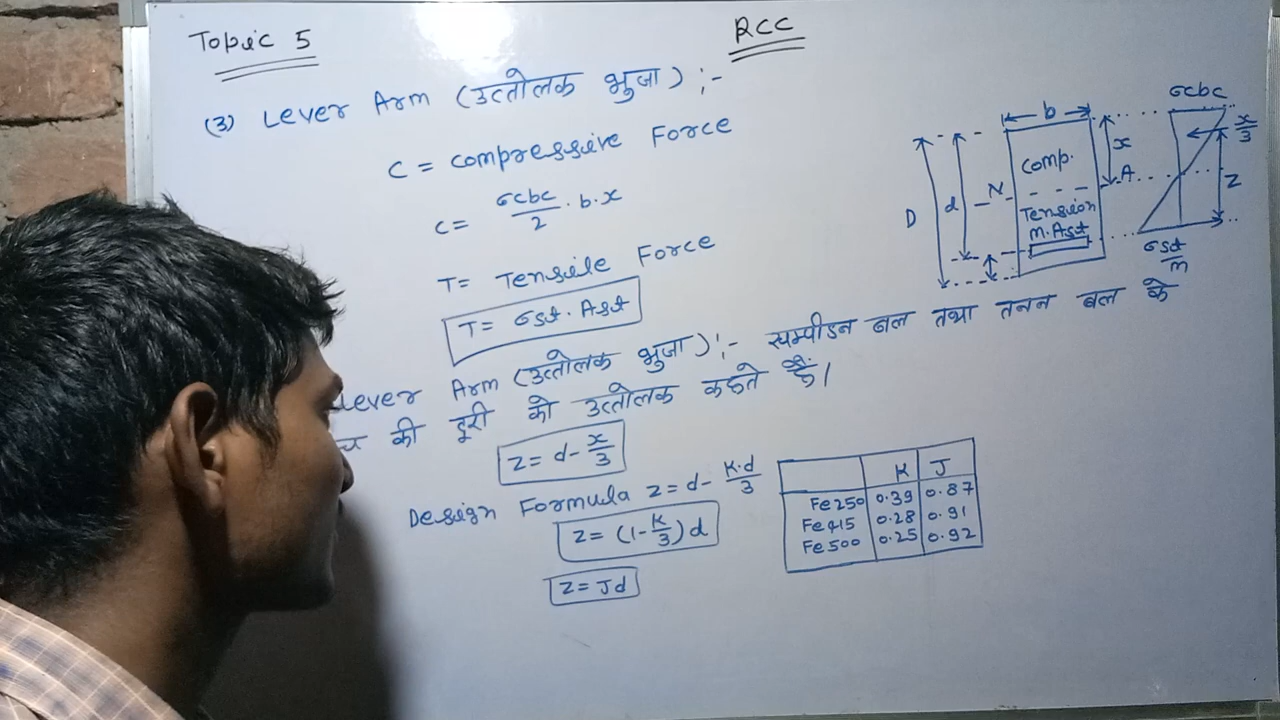 Topic 5
RCC
(3) Lever Arm (उत्तोलक भुजा) :-
C = Compressive Force
C = σcbc/2 . b.x
T = Tensile Force
T = σst. Ast
Lever Arm (उत्तोलक भुजा) :- सम्पीडन बल तथा तनन बल के
च की दूरी को उत्तोलक कहते हैं।
Z = d - x/3
Design Formula Z = d - K.d/3
Z = (1 - K/3) d
Z = Jd
K J
Fe250 0.39 0.87
Fe415 0.28 0.91
Fe500 0.25 0.92
b
σcbc
x/3
x
Comp.
D
d
N
A
Z
Tension
m.Ast
σst/m